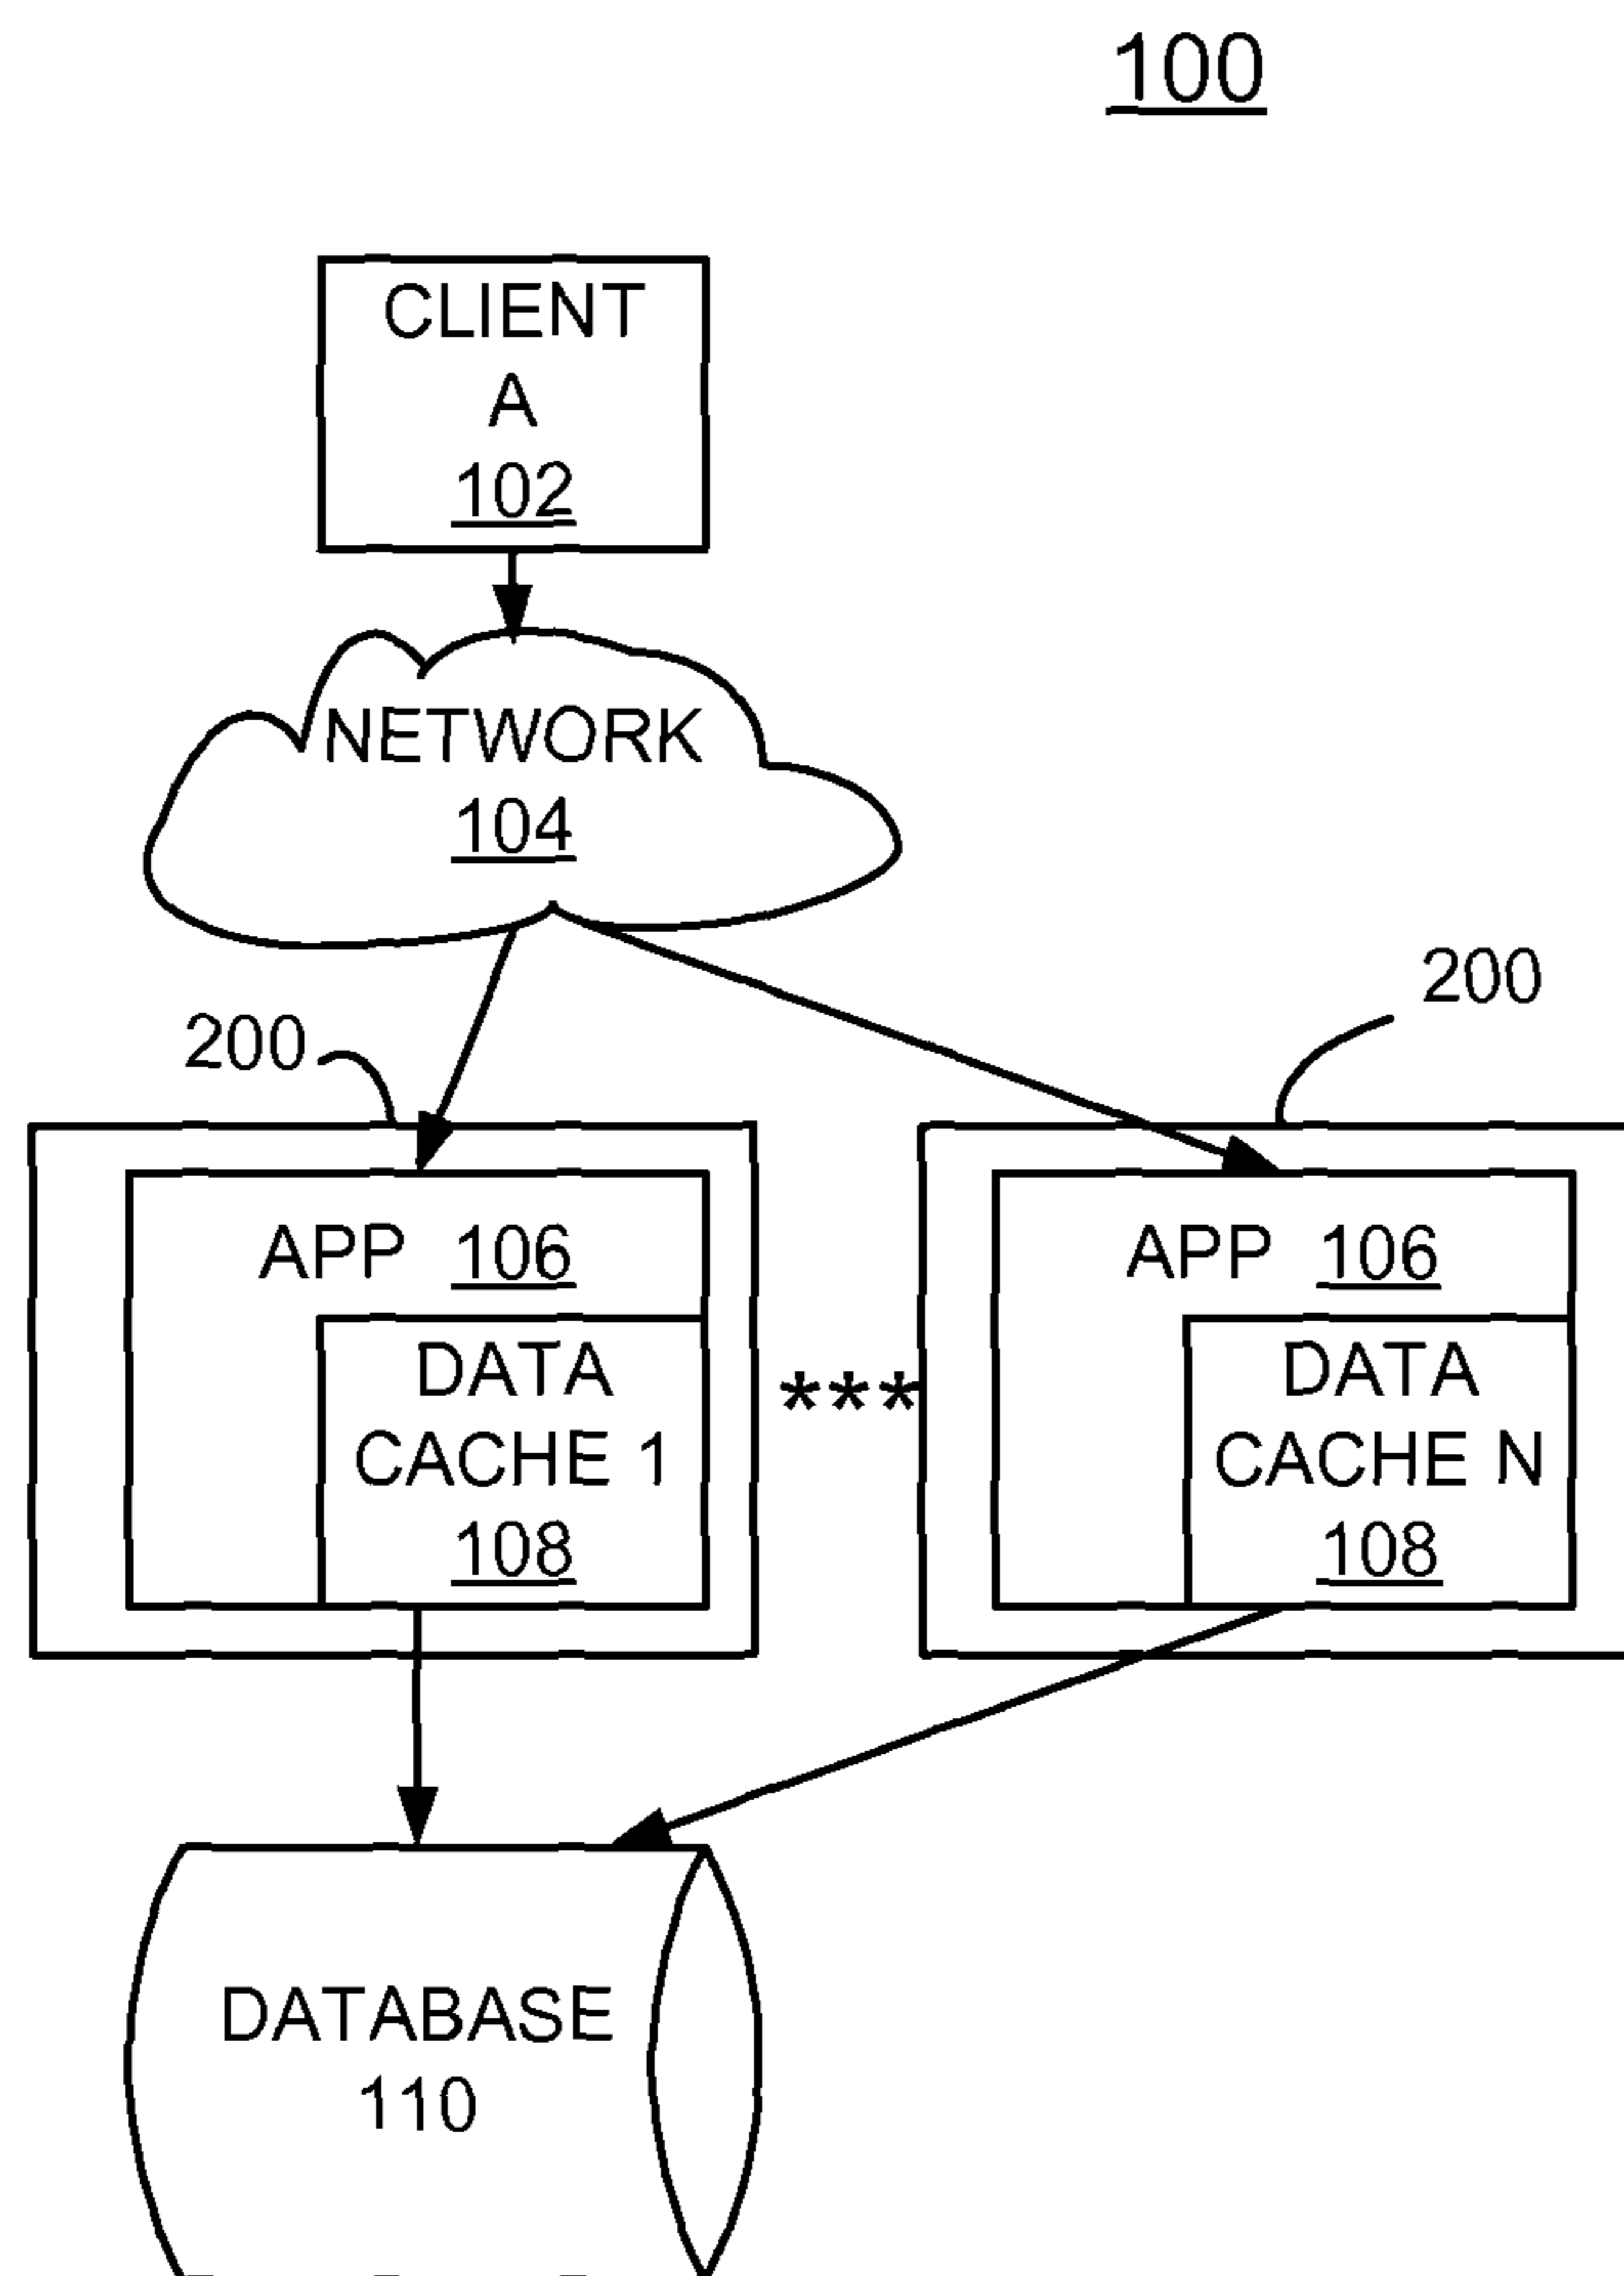 100
CLIENT
A
102
NETWORK
104
200
200
APP 106
DATA
CACHE 1
108
***
APP 106
DATA
CACHE N
108
DATABASE
110